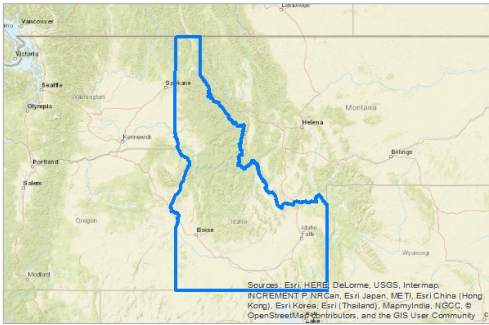 Vancouver
Victoria
Seattle
Spokane
Olympia
Washington
Montana
Helena
Kennewick
Billings
Portland
Salem
Oregon
Boise
Idaho
Idaho
Falls
Wyoming
Medford
Sources: Esri, HERE, DeLorme, USGS, Intermap,
INCREMENT P, NRCan, Esri Japan, METI, Esri China (Hong
Kong), Esri Korea, Esri (Thailand), MapmyIndia, NGCC, ©
OpenStreetMap contributors, and the GIS User Community
Lake